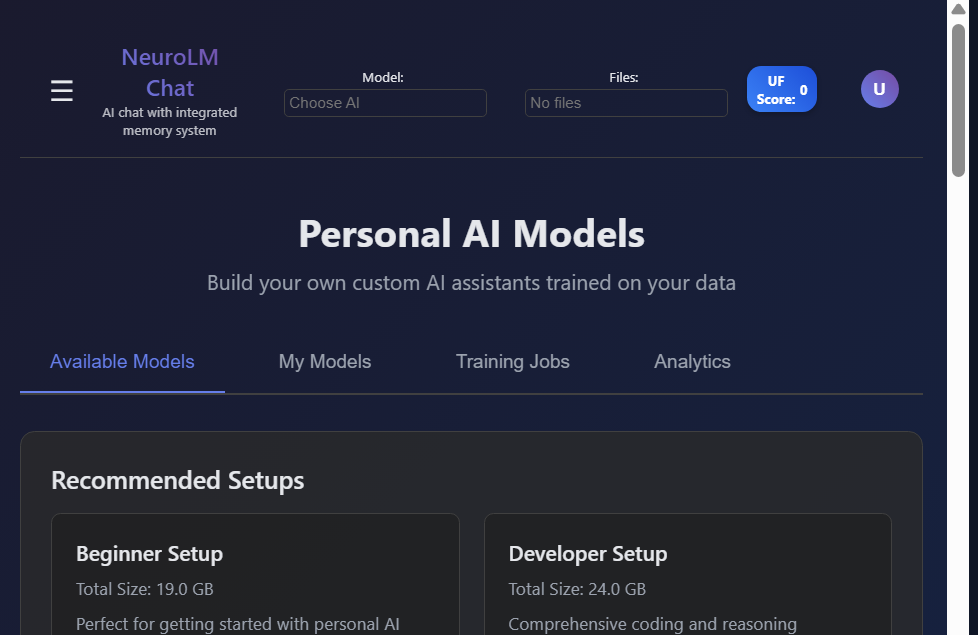 NeuroLM
Chat
AI chat with integrated
memory system
Model:
Choose AI
Files:
No files
UF
Score: 0
U
Personal AI Models
Build your own custom AI assistants trained on your data
Available Models
My Models
Training Jobs
Analytics
Recommended Setups
Beginner Setup
Total Size: 19.0 GB
Perfect for getting started with personal AI
Developer Setup
Total Size: 24.0 GB
Comprehensive coding and reasoning